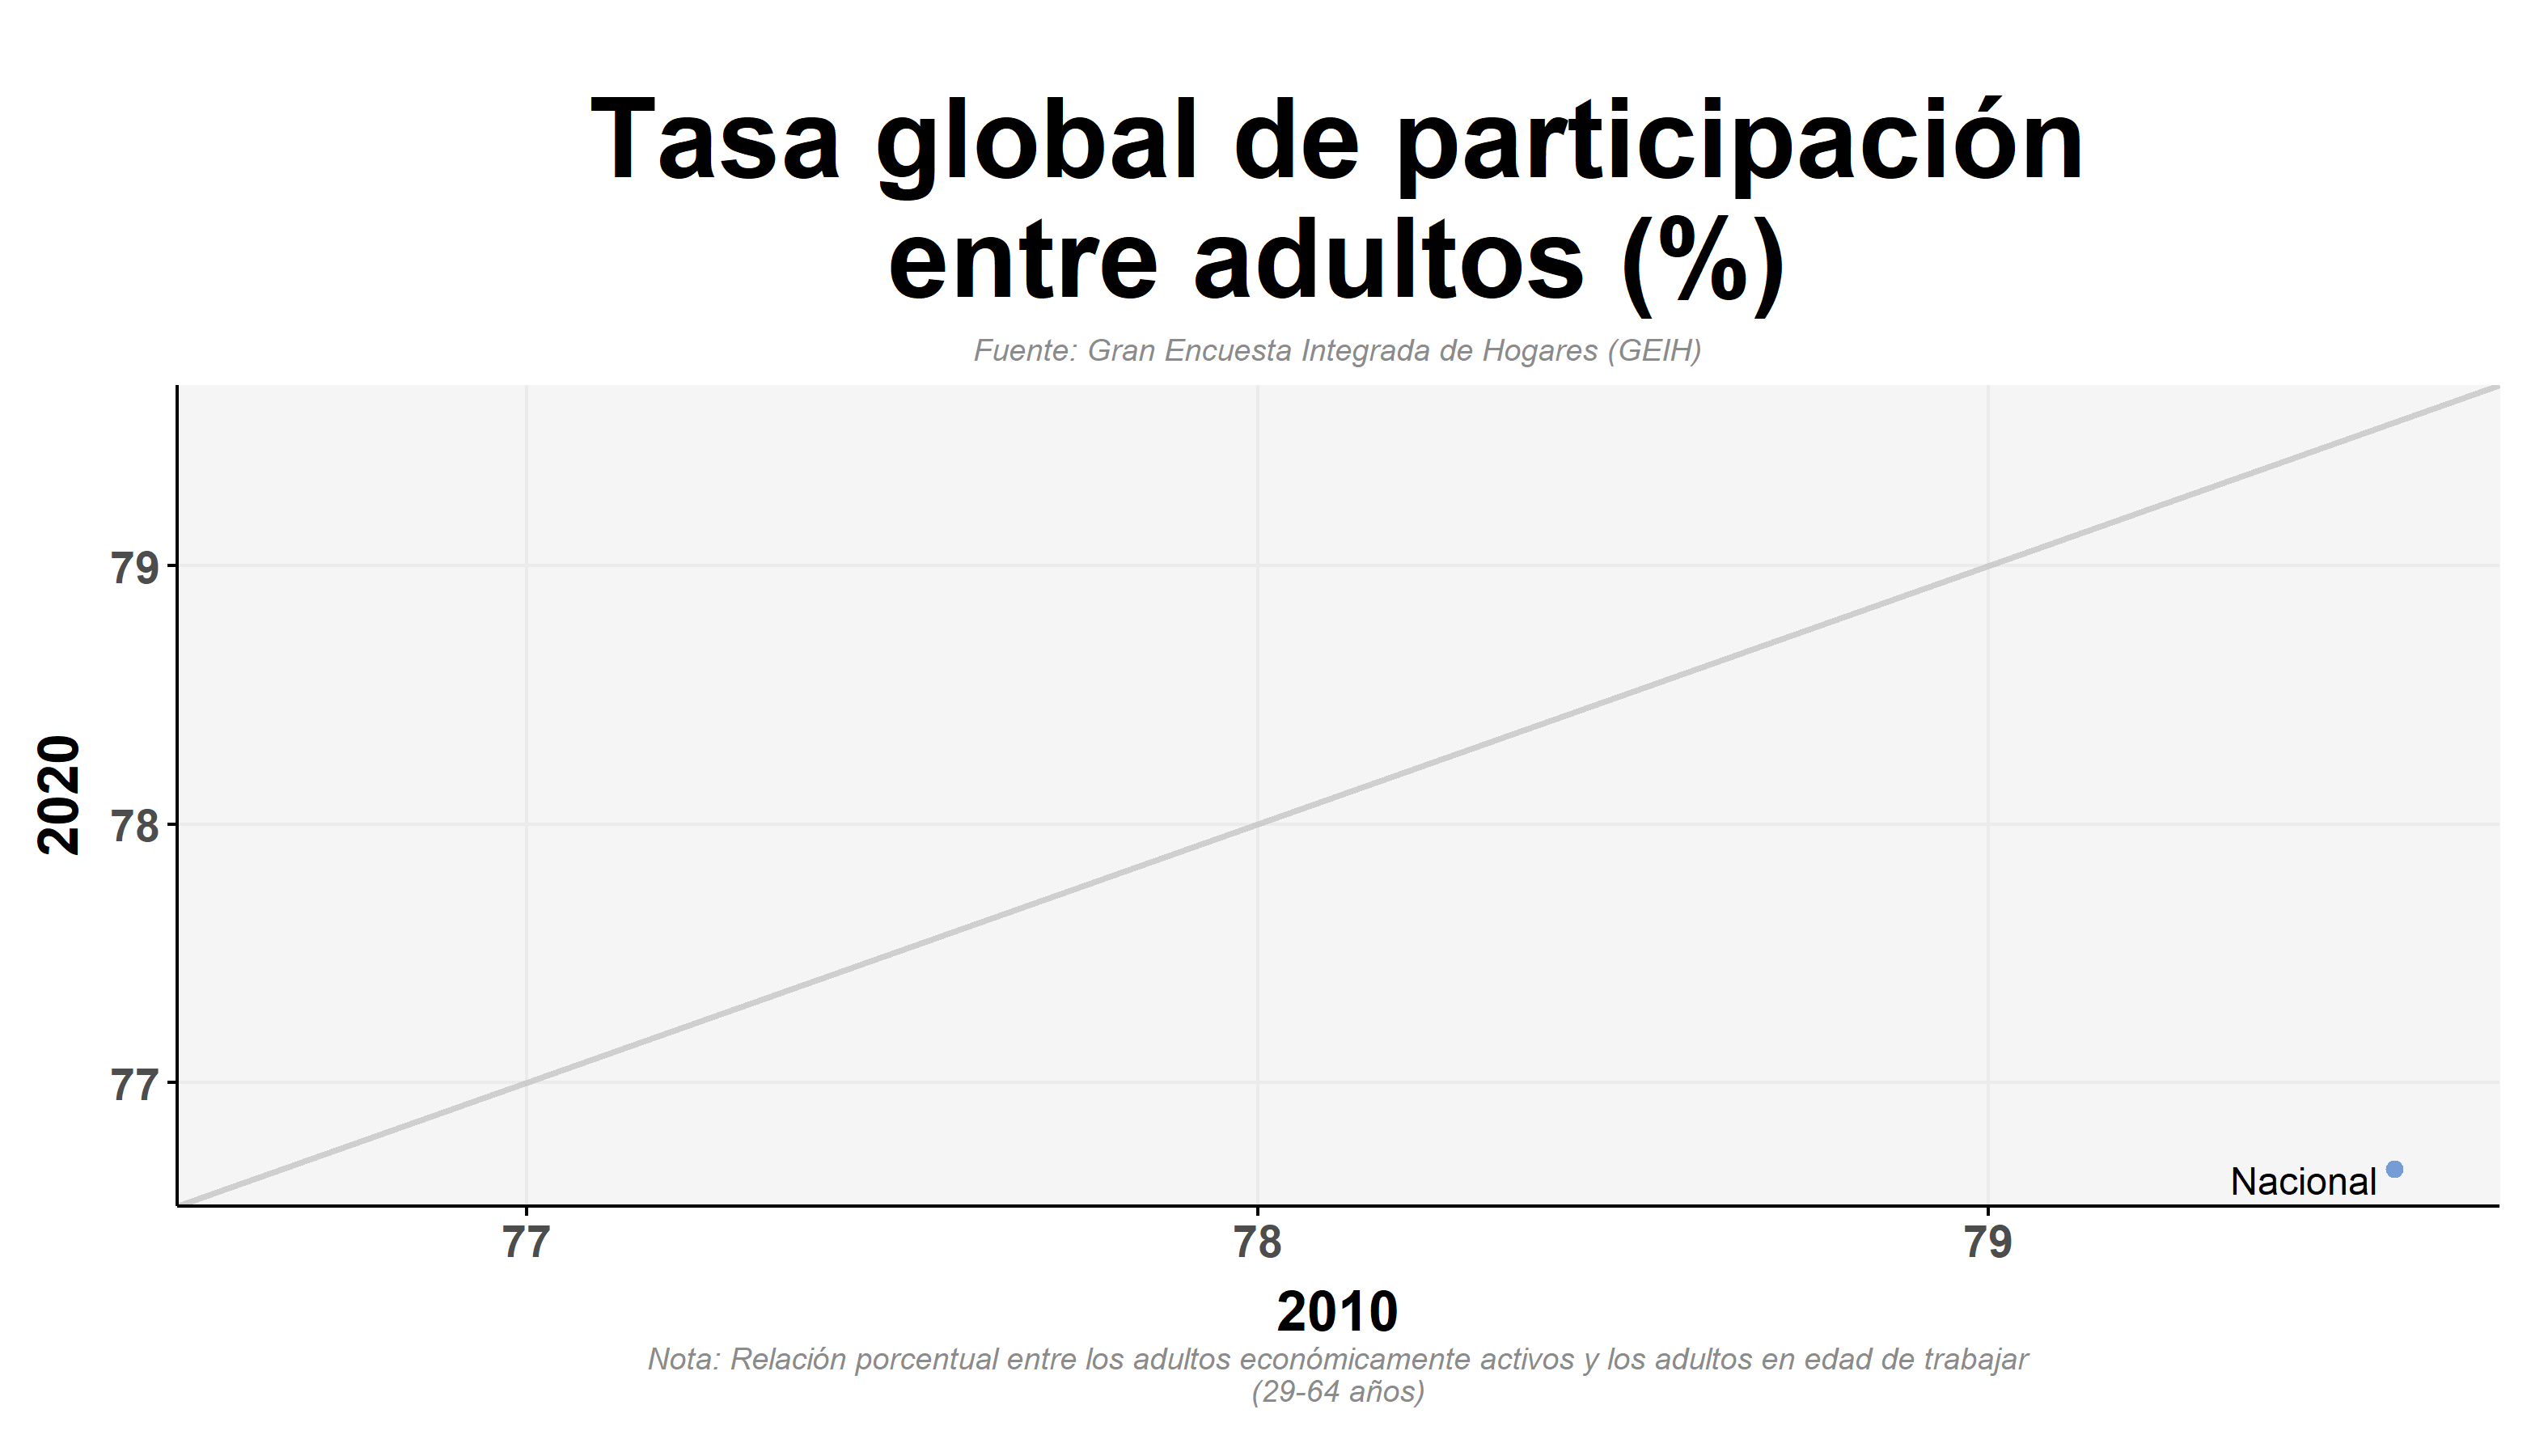 Tasa global de participación
entre adultos (%)
Fuente: Gran Encuesta Integrada de Hogares (GEIH)
79
78
77
2020
Nacional
77
78
79
2010
Nota: Relación porcentual entre los adultos económicamente activos y los adultos en edad de trabajar
(29-64 años)